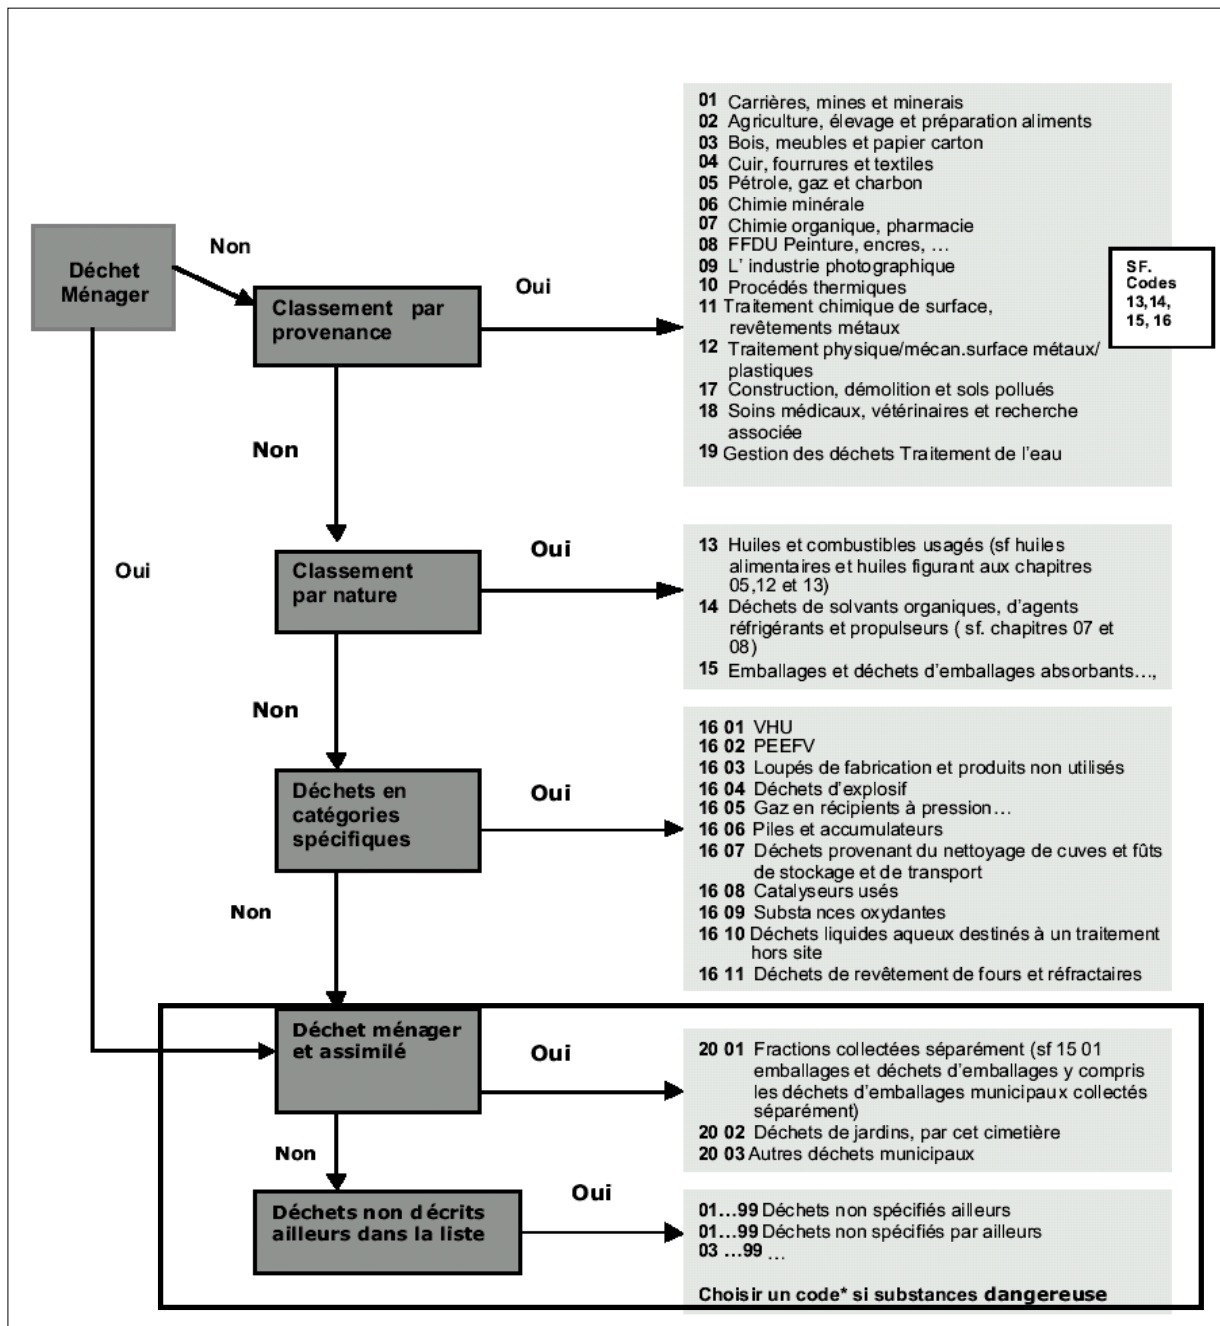 Déchet
Ménager
Non
Classement par
provenance
Oui
01 Carrières, mines et minerais
02 Agriculture, élevage et préparation aliments
03 Bois, meubles et papier carton
04 Cuir, fourrures et textiles
05 Pétrole, gaz et charbon
06 Chimie minérale
07 Chimie organique, pharmacie
08 FFDU Peinture, encres, ...
09 L' industrie photographique
10 Procédés thermiques
11 Traitement chimique de surface,
revêtements métaux
12 Traitement physique/mécan.surface métaux/
plastiques
17 Construction, démolition et sols pollués
18 Soins médicaux, vétérinaires et recherche
associée
19 Gestion des déchets Traitement de l'eau
SF.
Codes
13,14,
15, 16
Non
Oui
Classement
par nature
Oui
13 Huiles et combustibles usagés (sf huiles
alimentaires et huiles figurant aux chapitres
05,12 et 13)
14 Déchets de solvants organiques, d'agents
réfrigérants et propulseurs ( sf. chapitres 07 et
08)
15 Emballages et déchets d'emballages absorbants...,
Non
Déchets en
catégories
spécifiques
Oui
16 01 VHU
16 02 PEEFV
16 03 Loupés de fabrication et produits non utilisés
16 04 Déchets d'explosif
16 05 Gaz en récipients à pression...
16 06 Piles et accumulateurs
16 07 Déchets provenant du nettoyage de cuves et fûts
de stockage et de transport
16 08 Catalyseurs usés
16 09 Substa nces oxydantes
16 10 Déchets liquides aqueux destinés à un traitement
hors site
16 11 Déchets de revêtement de fours et réfractaires
Non
Déchet ménager
et assimilé
Oui
20 01 Fractions collectées séparément (sf 15 01
emballages et déchets d'emballages y compris
les déchets d'emballages municipaux collectés
séparément)
20 02 Déchets de jardins, par cet cimetière
20 03 Autres déchets municipaux
Non
Déchets non décrits
ailleurs dans la liste
Oui
01...99 Déchets non spécifiés ailleurs
01...99 Déchets non spécifiés par ailleurs
03 ...99 ...
Choisir un code* si substances dangereuse